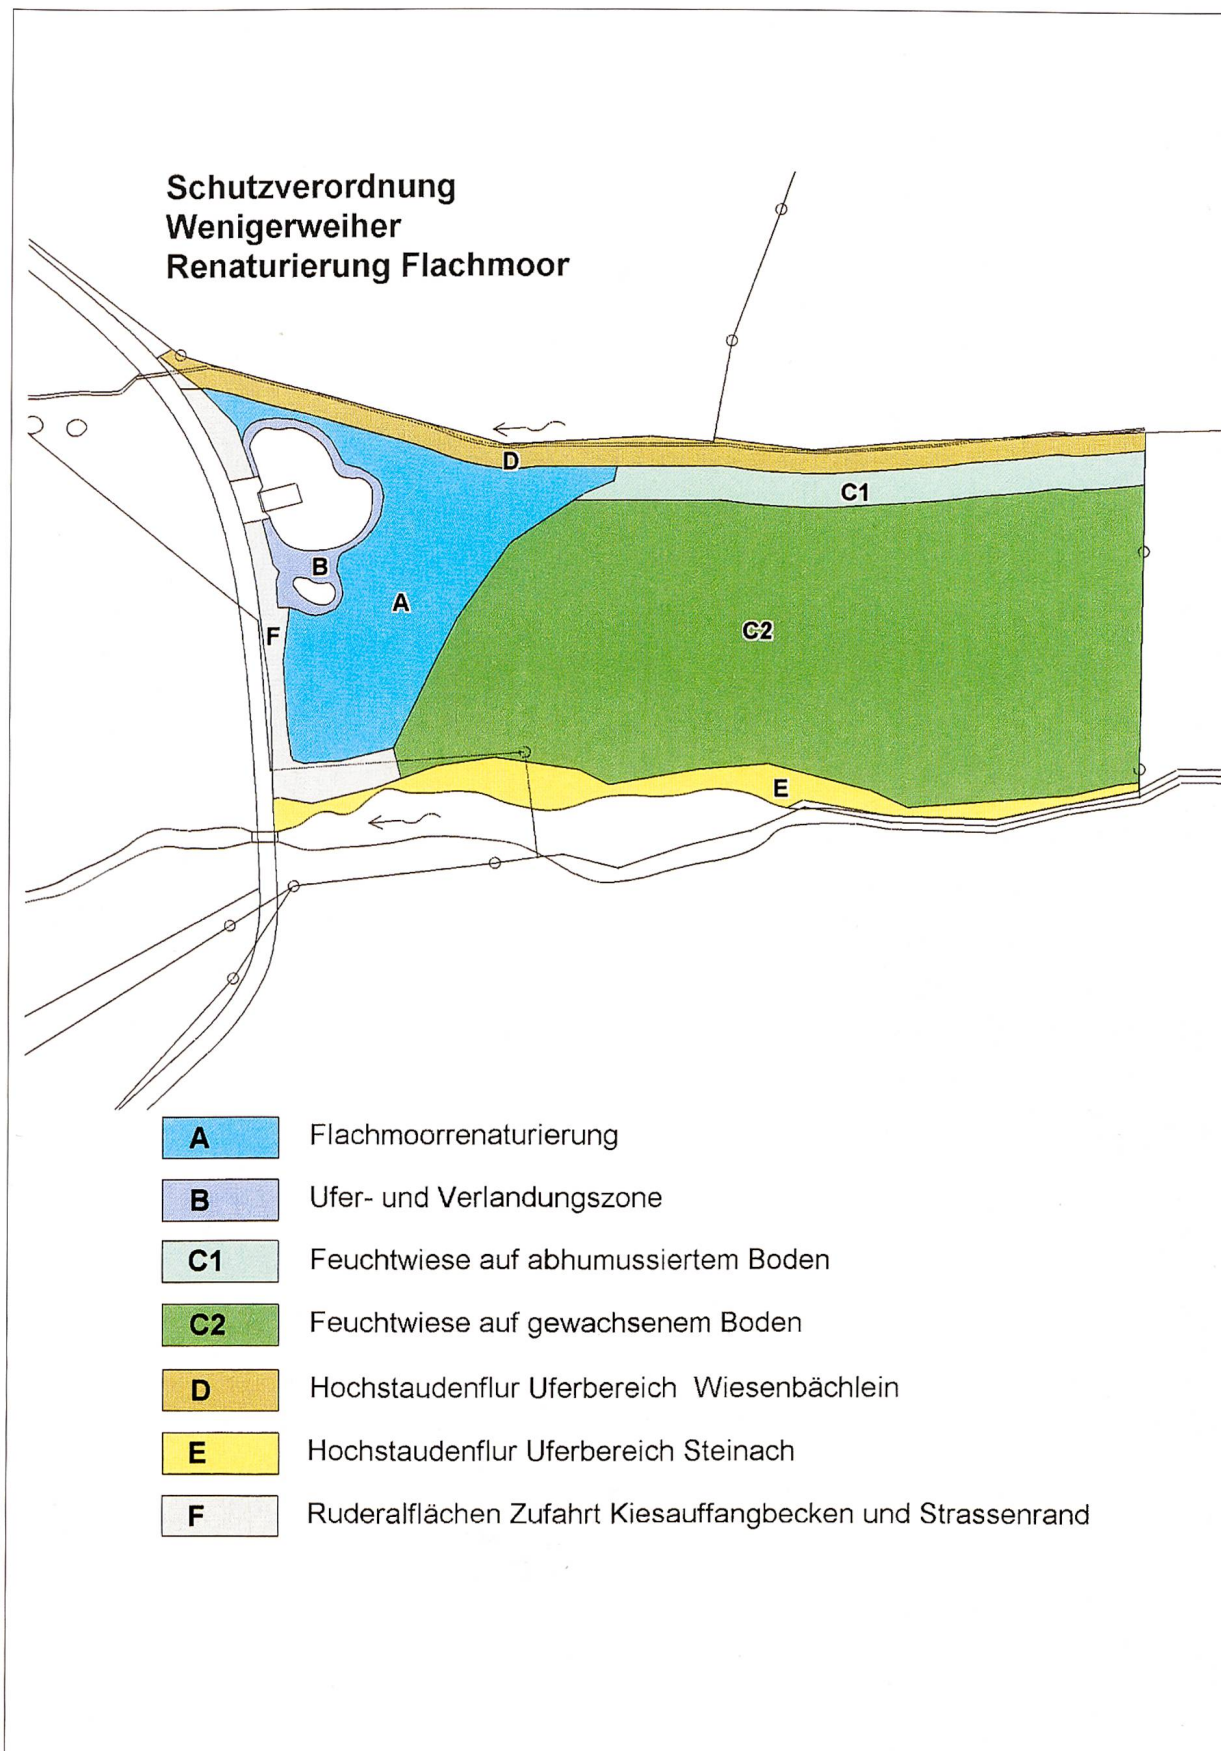 Schutzverordnung
Wenigerweiher
Renaturierung Flachmoor
D
C1
B
A
C2
F
E
A Flachmoorrenaturierung
B Ufer- und Verlandungszone
C1 Feuchtwiese auf abhumussiertem Boden
C2 Feuchtwiese auf gewachsenem Boden
D Hochstaudenflur Uferbereich Wiesenbächlein
E Hochstaudenflur Uferbereich Steinach
F Ruderalflächen Zufahrt Kiesauffangbecken und Strassenrand